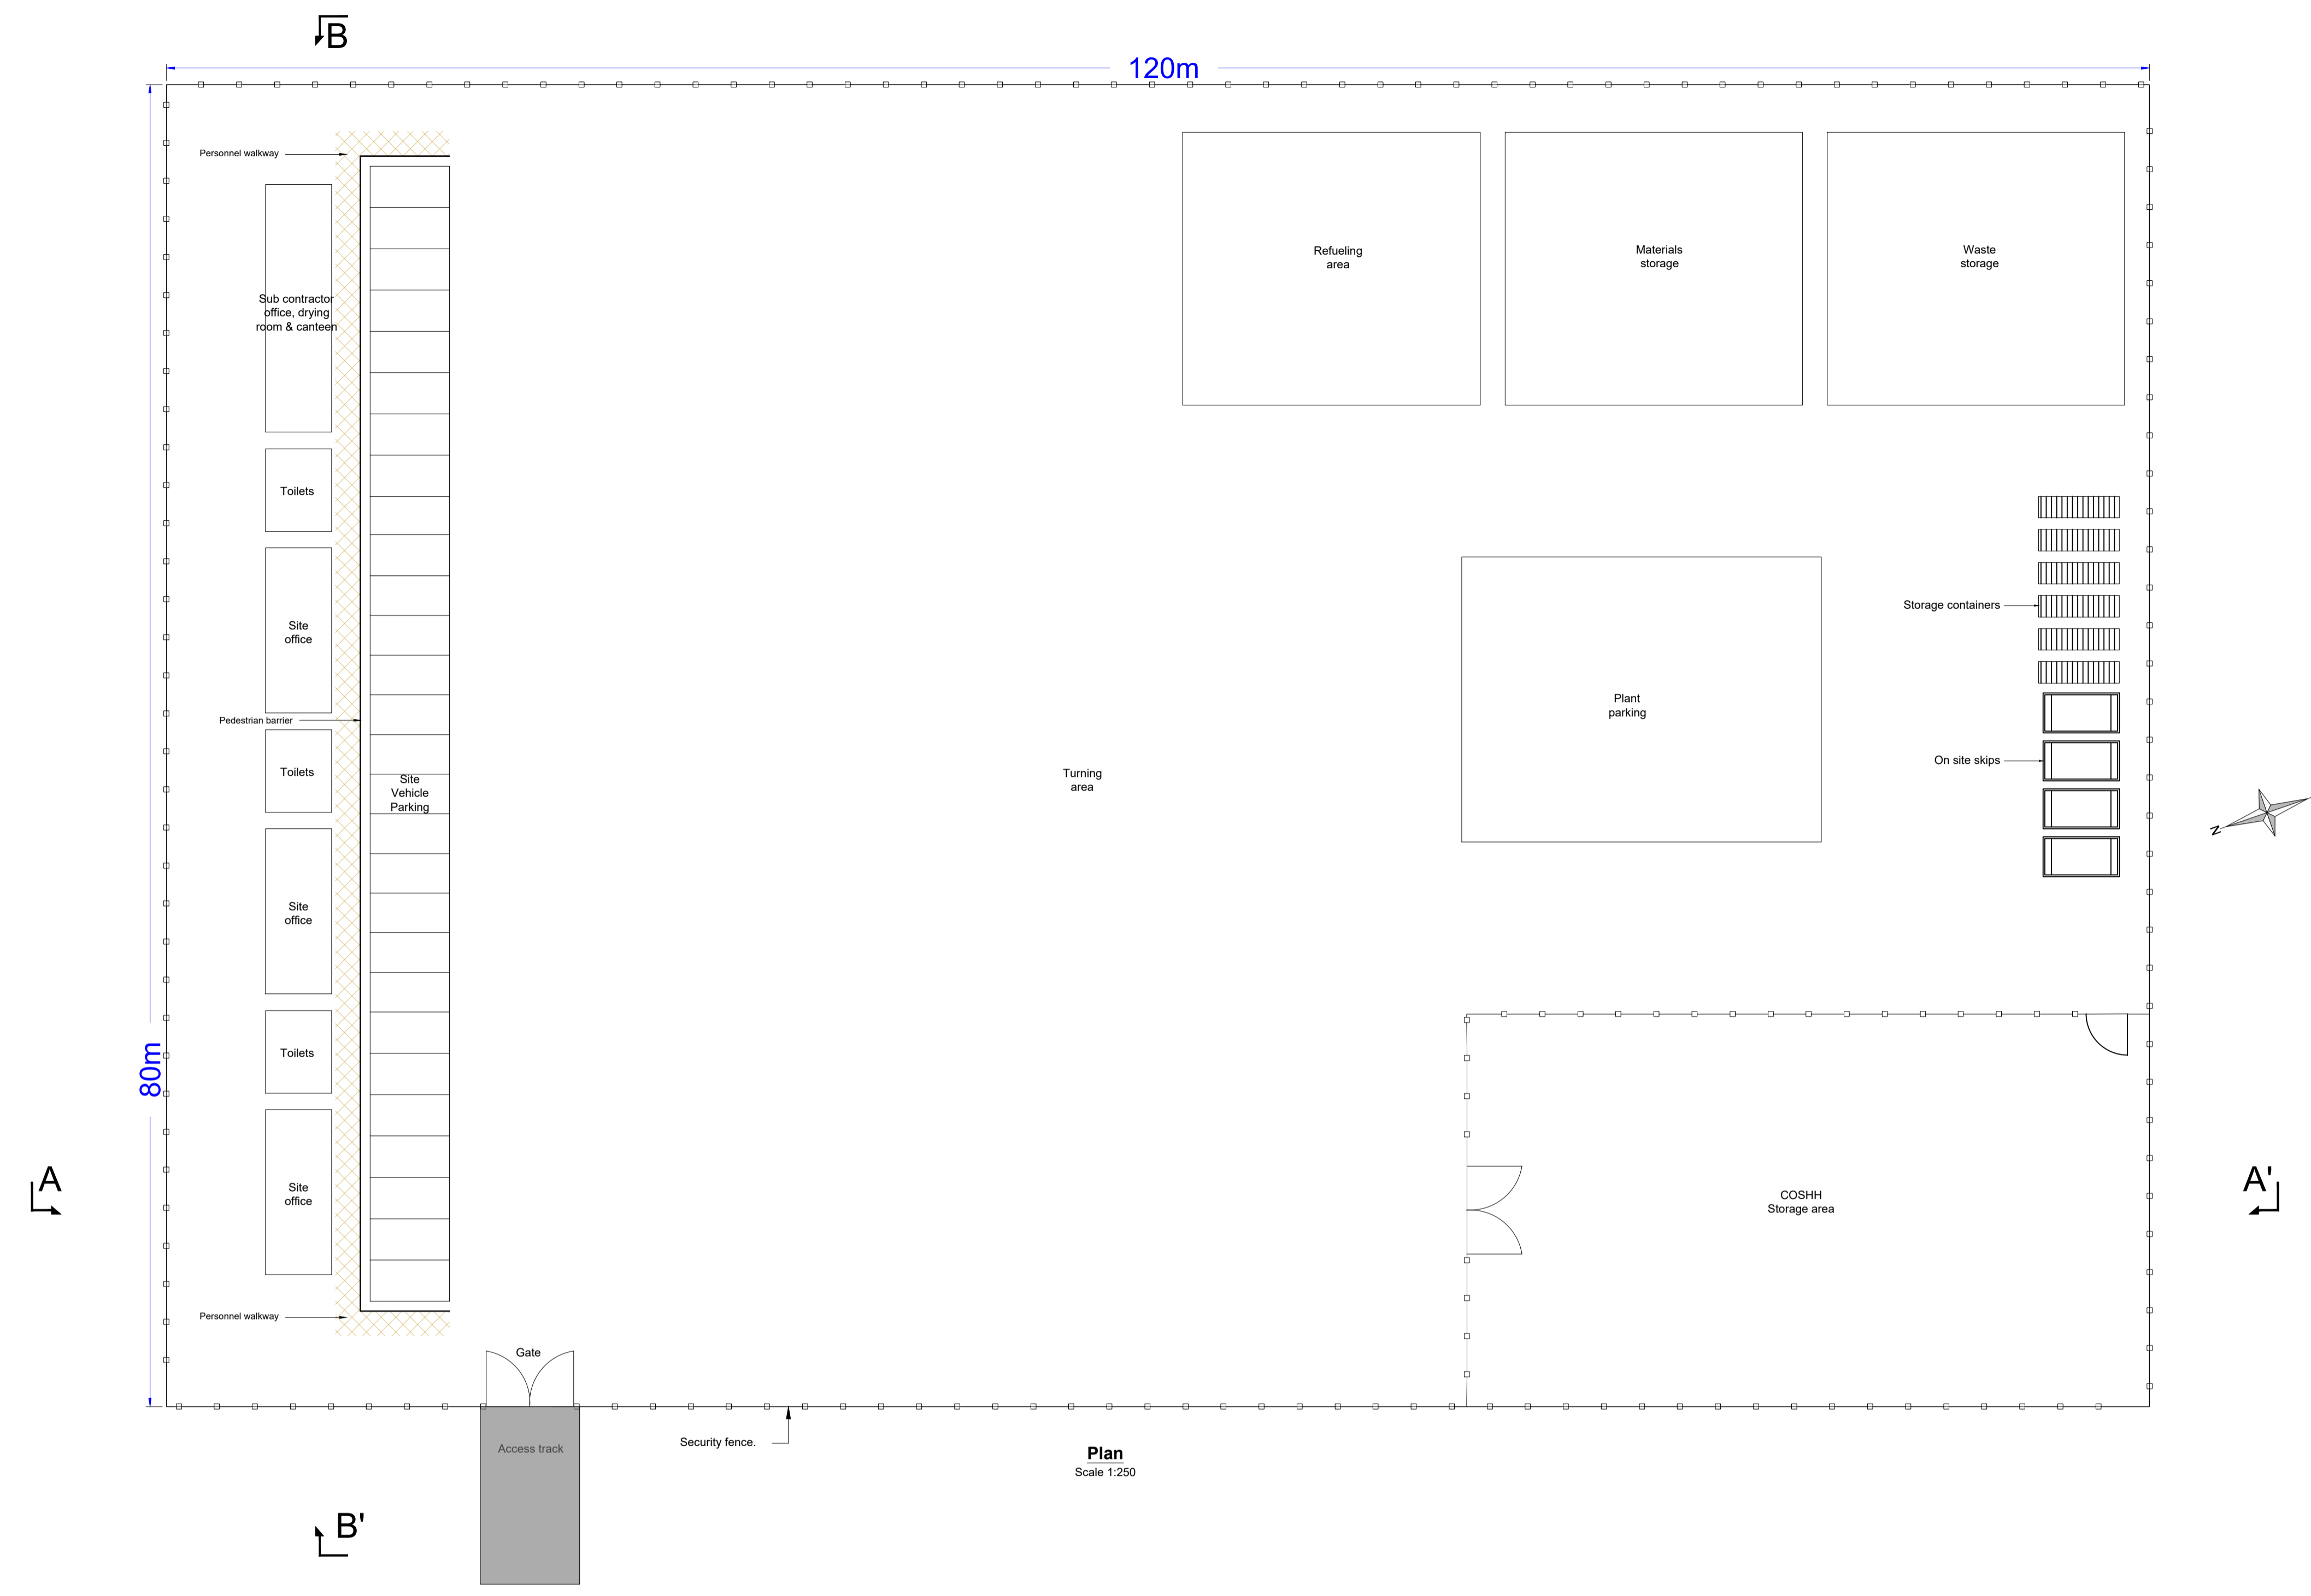 B
120m
Personnel walkway
Refueling
area
Materials
storage
Waste
storage
Sub contractor
office, drying
room & canteen
Toilets
Site
office
Storage containers
Plant
parking
Pedestrian barrier
On site skips
Toilets
Site
Vehicle
Parking
Turning
area
N
Site
office
80m
Toilets
A
A'
Site
office
COSHH
Storage area
Personnel walkway
Gate
Access track
Security fence.
Plan
Scale 1:250
B'